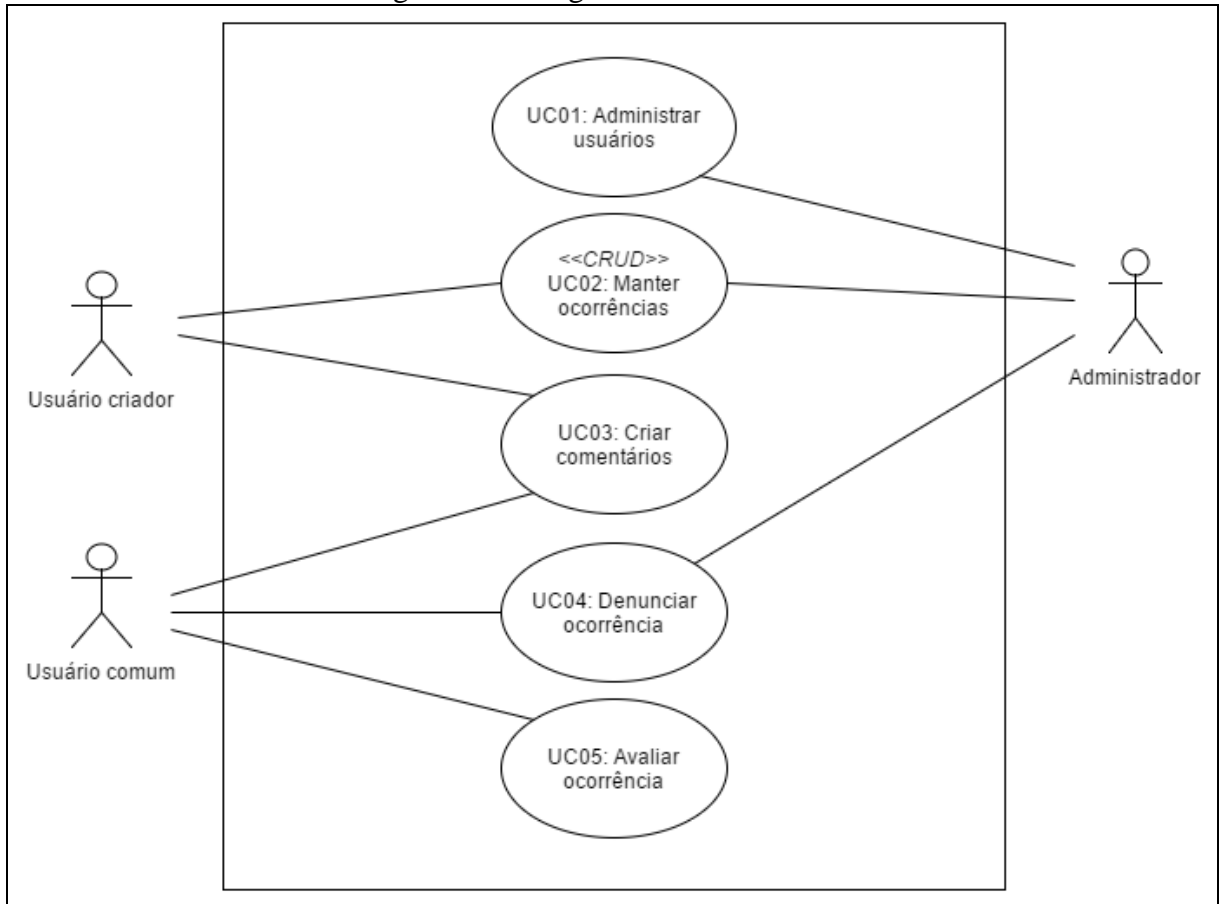 UC01: Administrar
usuários
<<CRUD>>
UC02: Manter
ocorrências
Usuário criador
Administrador
UC03: Criar
comentários
UC04: Denunciar
ocorrência
Usuário comum
UC05: Avaliar
ocorrência